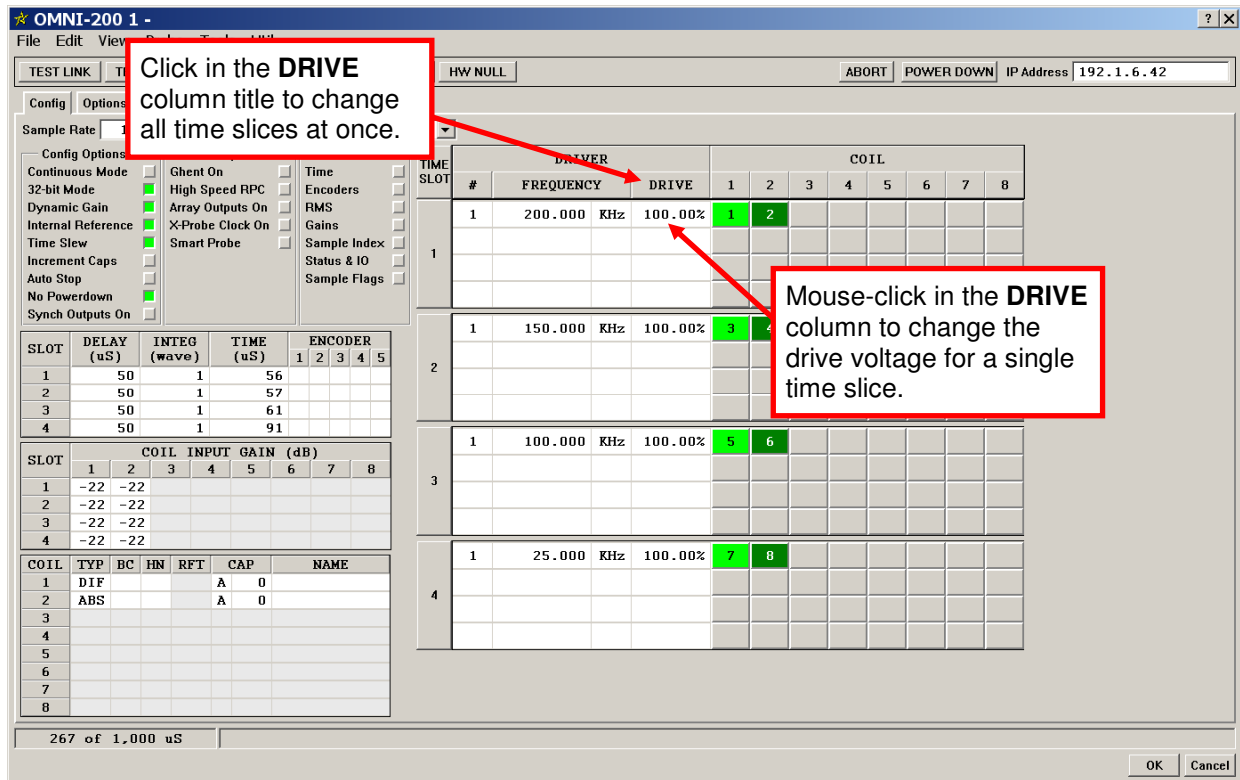 OMNI-200 1 -
File Edit View
Click in the DRIVE
column title to change
all time slices at once.
TEST LINK HW NULL ABORT POWER DOWN IP Address 192.1.6.42
Config Options
Sample Rate
Config Options
Continuous Mode Ghent On Time
32-bit Mode High Speed RPC Encoders
Dynamic Gain Array Outputs On RMS
Internal Reference X-Probe Clock On Gains
Time Slew Smart Probe Sample Index
Increment Caps Status & IO
Auto Stop Sample Flags
No Powerdown
Synch Outputs On
SLOT DELAY (uS) INTEG (wave) TIME (uS) ENCODER
1 2 3 4 5
1 50 1 56
2 50 1 57
3 50 1 61
4 50 1 91
SLOT COIL INPUT GAIN (dB)
1 2 3 4 5 6 7 8
1 -22 -22
2 -22 -22
3 -22 -22
4 -22 -22
COIL TYP BC HN RFT CAP NAME
1 DIF A 0
2 ABS A 0
3
4
5
6
7
8
TIME SLOT DRIVER COIL
# FREQUENCY DRIVE 1 2 3 4 5 6 7 8
1 1 200.000 KHz 100.00% 1 2
2 1 150.000 KHz 100.00% 3 4
3 1 100.000 KHz 100.00% 5 6
4 1 25.000 KHz 100.00% 7 8
Mouse-click in the DRIVE
column to change the
drive voltage for a single
time slice.
267 of 1,000 uS
OK Cancel